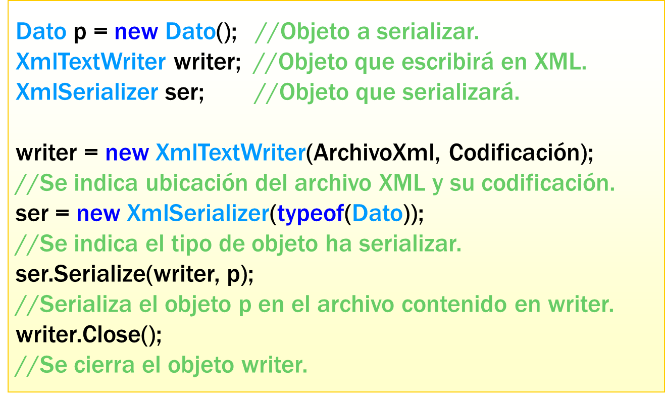 Dato p = new Dato(); //Objeto a serializar.
XmlTextWriter writer; //Objeto que escribirá en XML.
XmlSerializer ser; //Objeto que serializará.
writer = new XmlTextWriter(ArchivoXml, Codificación);
//Se indica ubicación del archivo XML y su codificación.
ser = new XmlSerializer(typeof(Dato));
//Se indica el tipo de objeto ha serializar.
ser.Serialize(writer, p);
//Serializa el objeto p en el archivo contenido en writer.
writer.Close();
//Se cierra el objeto writer.